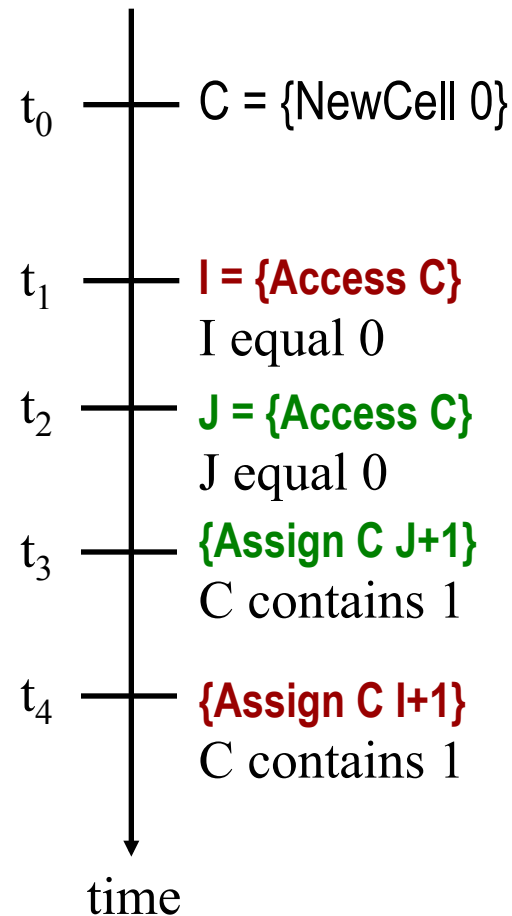 t₀ C = {NewCell 0}
t₁ I = {Access C}
I equal 0
t₂ J = {Access C}
J equal 0
t₃ {Assign C J+1}
C contains 1
t₄ {Assign C I+1}
C contains 1
time